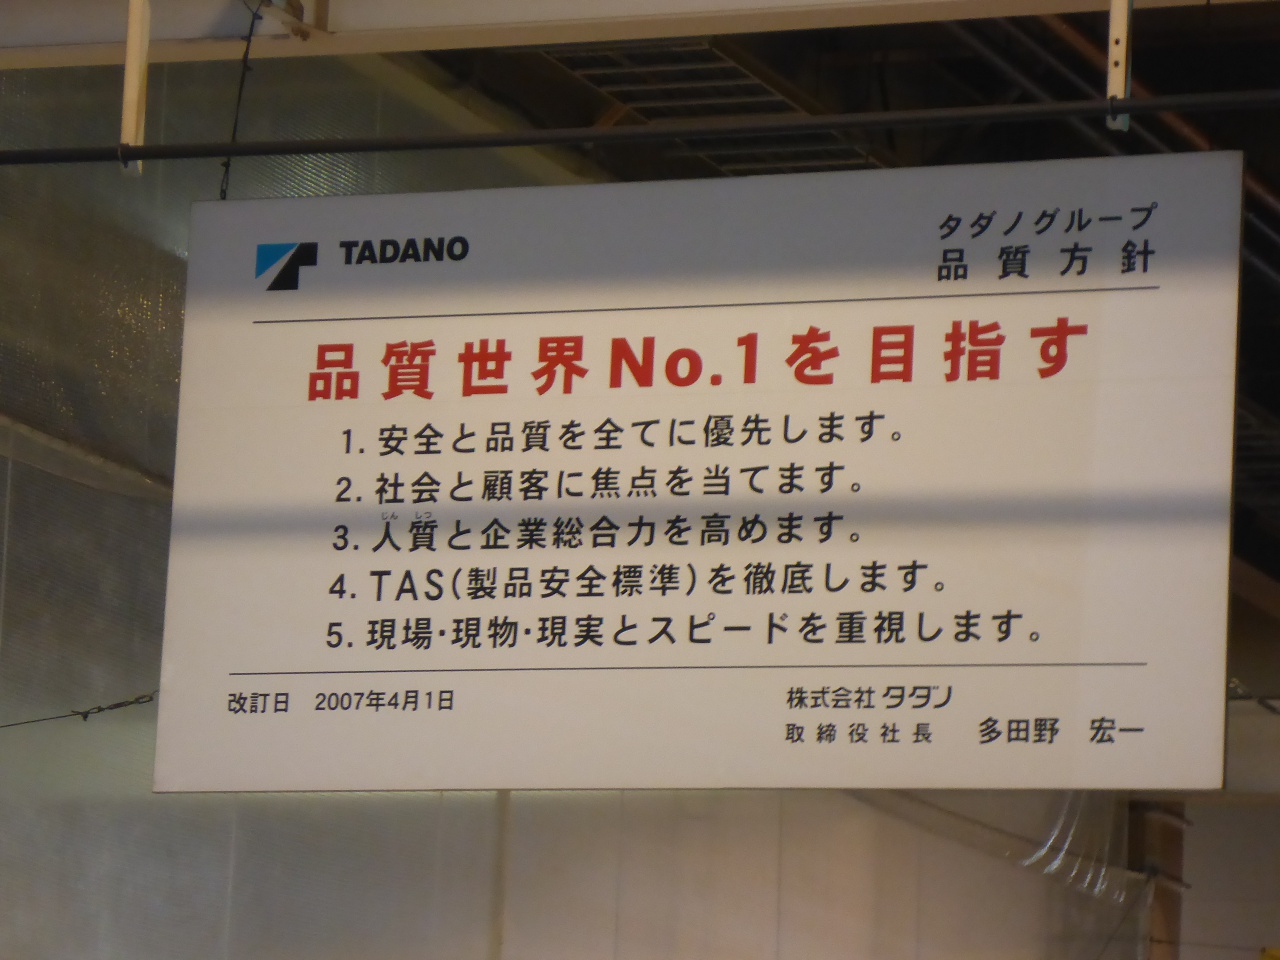 TADANO
タダノグループ
品質方針
品質世界No.1を目指す
1. 安全と品質を全てに優先します。
2. 社会と顧客に焦点を当てます。
じん しつ
3. 人質と企業総合力を高めます。
4. TAS(製品安全標準)を徹底します。
5. 現場・現物・現実とスピードを重視します。
改訂日 2007年4月1日
株式会社タダノ
取締役社長 多田野 宏一